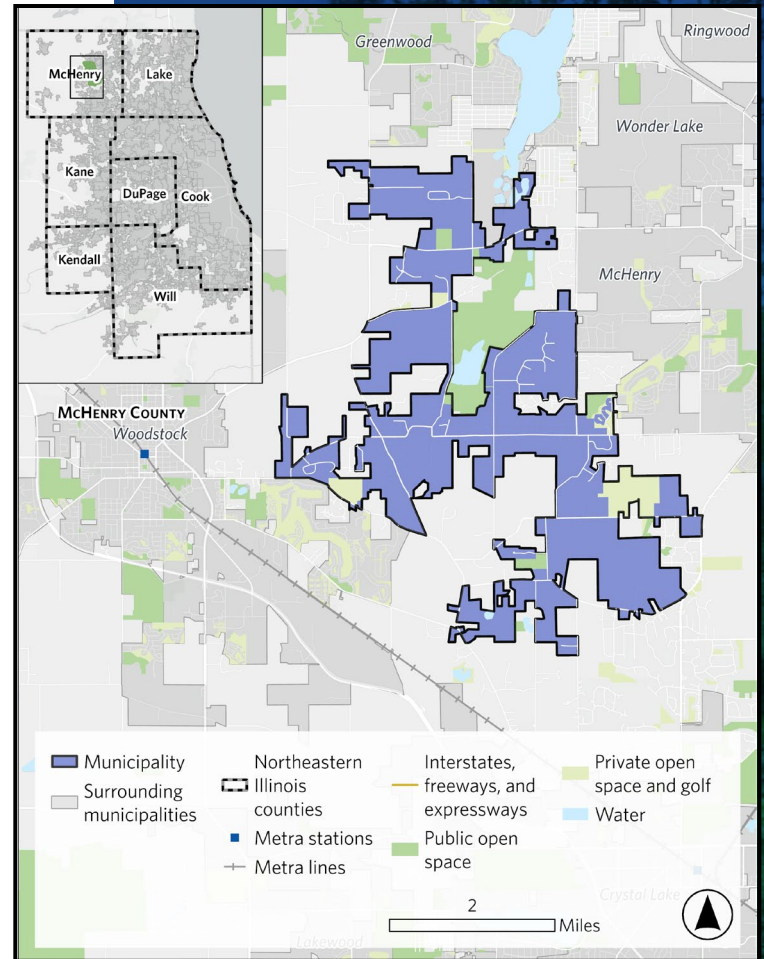 Greenwood
Ringwood
Wonder Lake
McHenry
McHenry
Lake
Kane
DuPage
Cook
Kendall
Will
McHenry County
Woodstock
Municipality
Surrounding
municipalities
Northeastern
Illinois
counties
Metra stations
Metra lines
Interstates,
freeways, and
expressways
Public open
space
Private open
space and golf
Water
Crystal Lake
2
Miles
Lakewood